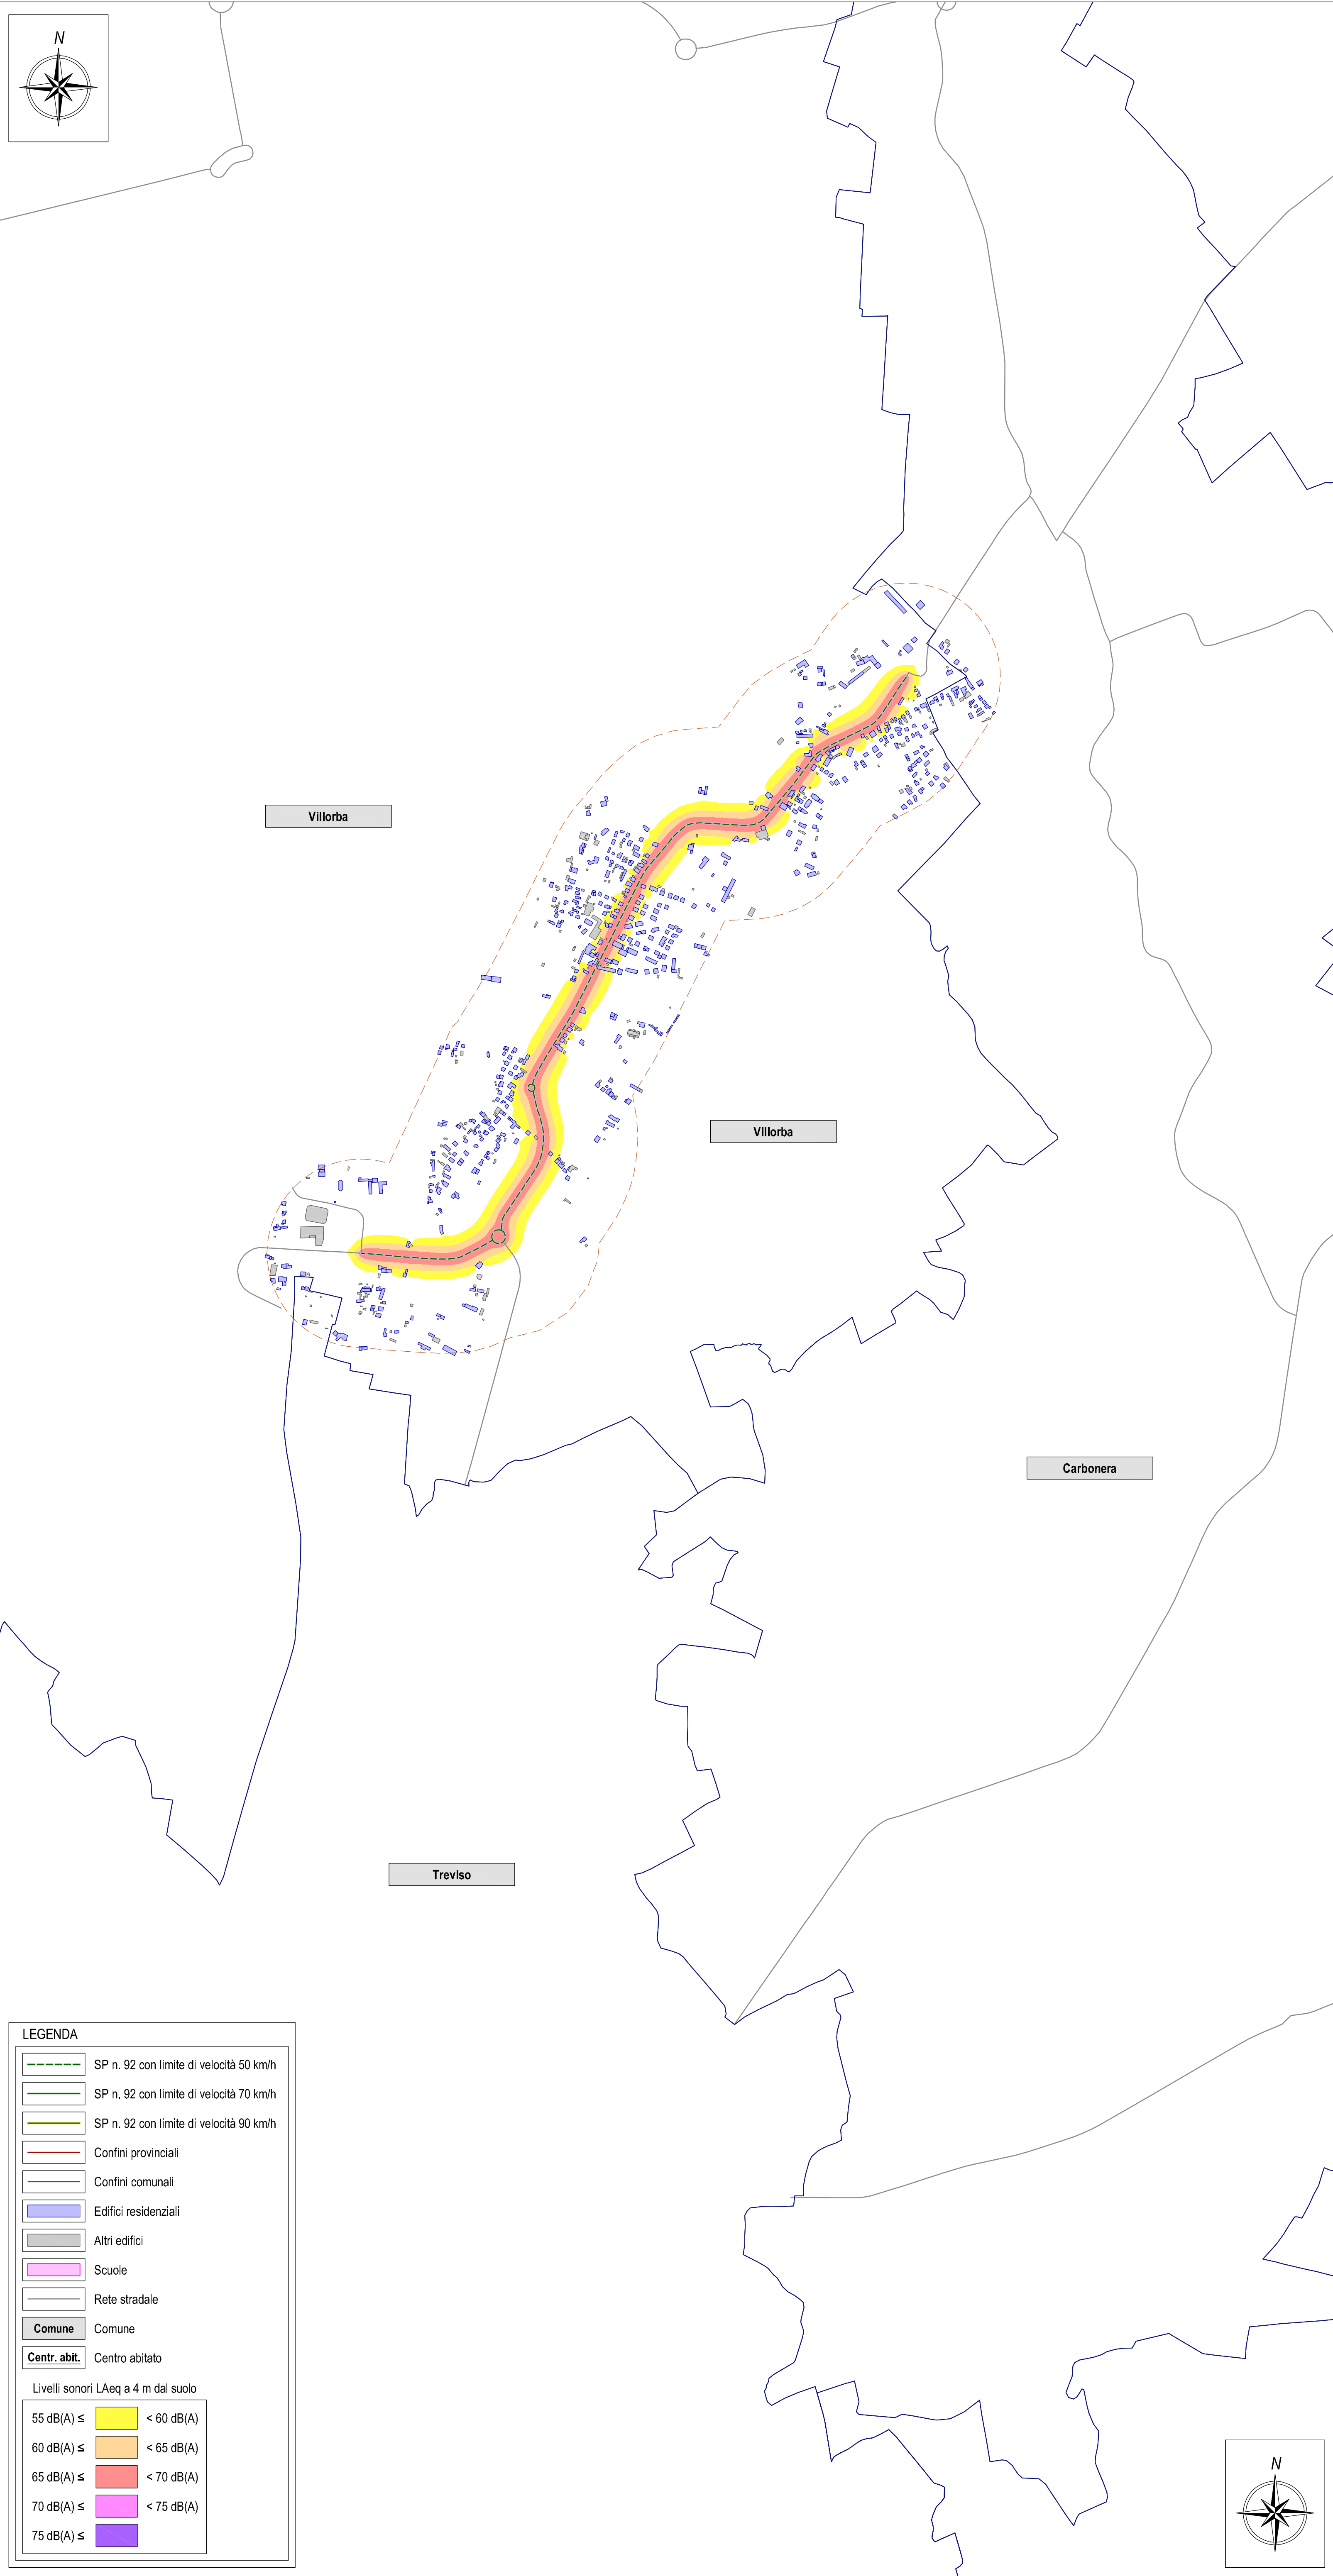 N
Villorba
Villorba
Carbonera
Treviso
LEGENDA
SP n. 92 con limite di velocità 50 km/h
SP n. 92 con limite di velocità 70 km/h
SP n. 92 con limite di velocità 90 km/h
Confini provinciali
Confini comunali
Edifici residenziali
Altri edifici
Scuole
Rete stradale
Comune Comune
Centr. abit. Centro abitato
Livelli sonori LAeq a 4 m dal suolo
55 dB(A) ≤ < 60 dB(A)
60 dB(A) ≤ < 65 dB(A)
65 dB(A) ≤ < 70 dB(A)
70 dB(A) ≤ < 75 dB(A)
75 dB(A) ≤
N